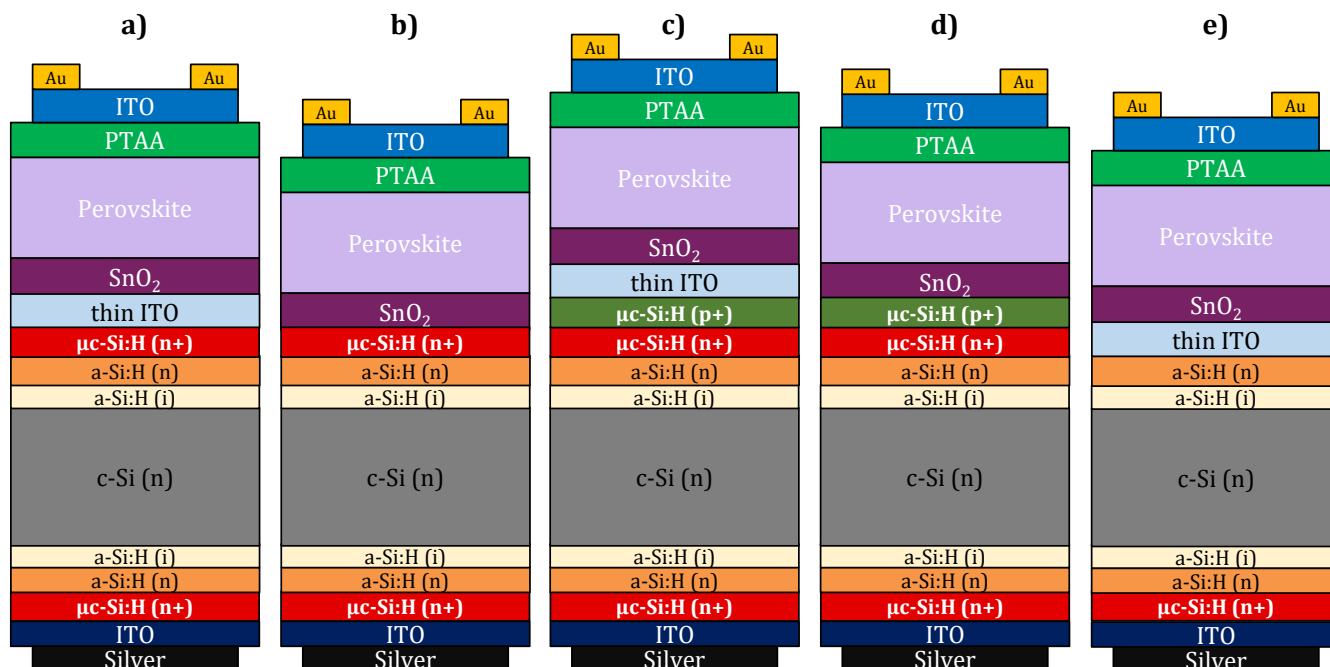 a)
Au
Au
ITO
PTAA
Perovskite
SnO₂
thin ITO
µc-Si:H (n+)
a-Si:H (n)
a-Si:H (i)
c-Si (n)
a-Si:H (i)
a-Si:H (n)
µc-Si:H (n+)
ITO
Silver
b)
Au
Au
ITO
PTAA
Perovskite
SnO₂
µc-Si:H (n+)
a-Si:H (n)
a-Si:H (i)
c-Si (n)
a-Si:H (i)
a-Si:H (n)
µc-Si:H (n+)
ITO
Silver
c)
Au
Au
ITO
PTAA
Perovskite
SnO₂
thin ITO
µc-Si:H (p+)
µc-Si:H (n+)
a-Si:H (n)
a-Si:H (i)
c-Si (n)
a-Si:H (i)
a-Si:H (n)
µc-Si:H (n+)
ITO
Silver
d)
Au
Au
ITO
PTAA
Perovskite
SnO₂
µc-Si:H (p+)
µc-Si:H (n+)
a-Si:H (n)
a-Si:H (i)
c-Si (n)
a-Si:H (i)
a-Si:H (n)
µc-Si:H (n+)
ITO
Silver
e)
Au
Au
ITO
PTAA
Perovskite
SnO₂
thin ITO
a-Si:H (n)
a-Si:H (i)
c-Si (n)
a-Si:H (i)
a-Si:H (n)
µc-Si:H (n+)
ITO
Silver